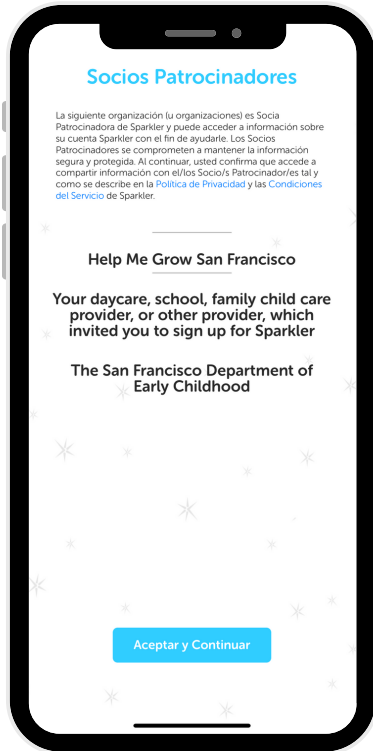 Socios Patrocinadores
La siguiente organización (u organizaciones) es Socia
Patrocinadora de Sparkler y puede acceder a información sobre
su cuenta Sparkler con el fin de ayudarle. Los Socios
Patrocinadores se comprometen a mantener la información
segura y protegida. Al continuar, usted confirma que accede a
compartir información con el/los Socio/s Patrocinador/es tal y
como se describe en la Política de Privacidad y las Condiciones
del Servicio de Sparkler.
Help Me Grow San Francisco
Your daycare, school, family child care
provider, or other provider, which
invited you to sign up for Sparkler
The San Francisco Department of
Early Childhood
Aceptar y Continuar